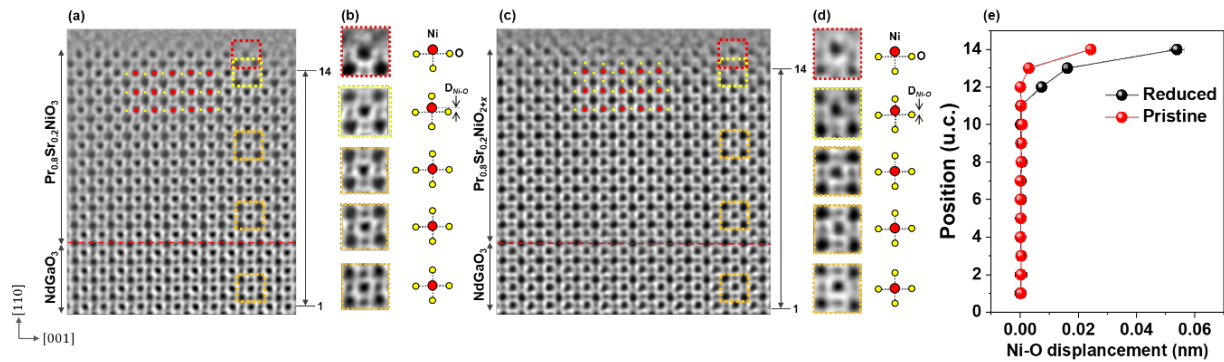 (a)
Pr0.8Sr0.2NiO3
NdGaO3
14
1
[110]
[001]
(b)
Ni
O
DNi-O
(c)
Pr0.8Sr0.2NiO2+x
NdGaO3
14
1
(d)
Ni
O
DNi-O
(e)
Position (u.c.)
16
14
12
10
8
6
4
2
0
Reduced
Pristine
0.00 0.02 0.04 0.06
Ni-O displacement (nm)